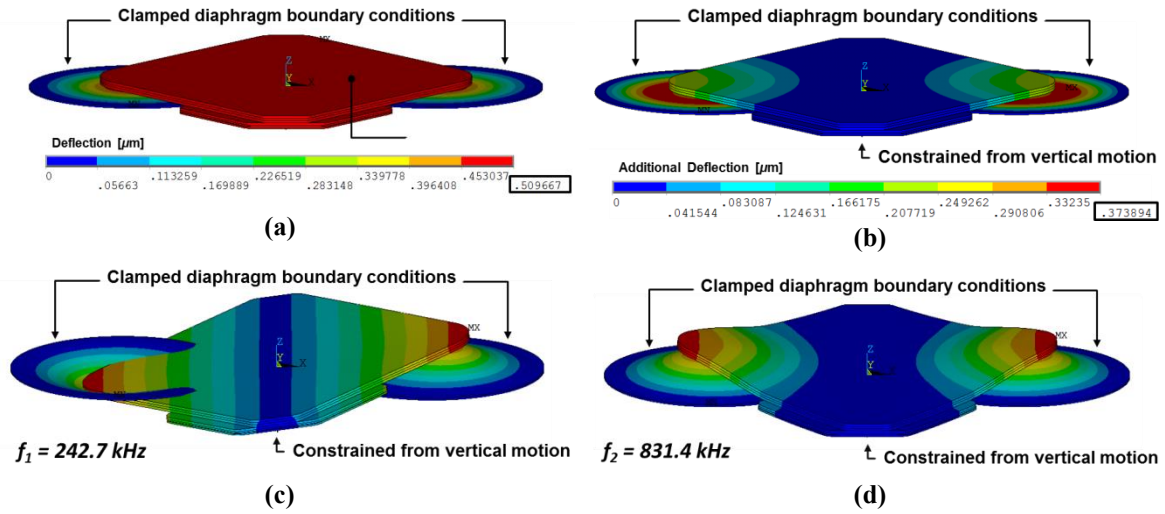 Clamped diaphragm boundary conditions
MX
Z
Y
X
Deflection [µm]
0 .113259 .226519 .339778 .453037
.05663 .169889 .283148 .396408 .509667
(a)
Clamped diaphragm boundary conditions
MX
Z
Y
Constrained from vertical motion
Additional Deflection [µm]
0 .083087 .166175 .249262 .33235
.041544 .124631 .207719 .290806 .373894
(b)
Clamped diaphragm boundary conditions
MX
Z
Y
X
f₁ = 242.7 kHz
Constrained from vertical motion
(c)
Clamped diaphragm boundary conditions
MX
Z
Y
f₂ = 831.4 kHz
Constrained from vertical motion
(d)